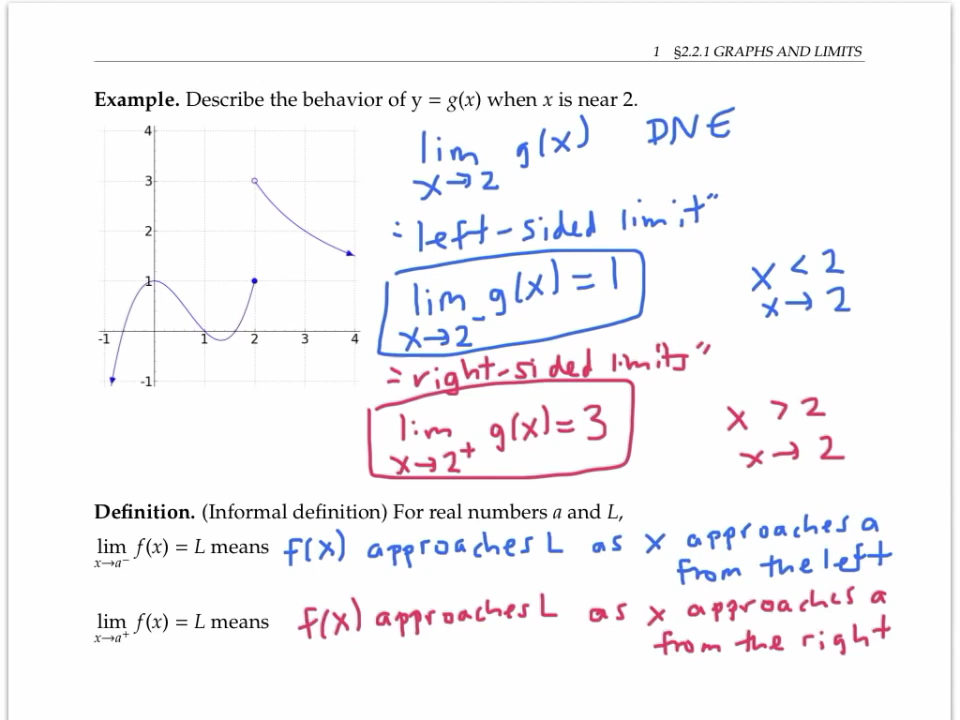 1 §2.2.1 GRAPHS AND LIMITS
Example. Describe the behavior of y = g(x) when x is near 2.
4
3
2
1
-1
-1 1 2 3 4
lim g(x) DNE
x→2
"left-sided limit"
lim g(x) = 1
x→2⁻
x < 2
x → 2
"right-sided limits"
lim g(x) = 3
x→2⁺
x > 2
x → 2
Definition. (Informal definition) For real numbers a and L,
lim f(x) = L means f(x) approaches L as x approaches a
x→a⁻
from the left
lim f(x) = L means f(x) approaches L as x approaches a
x→a⁺
from the right